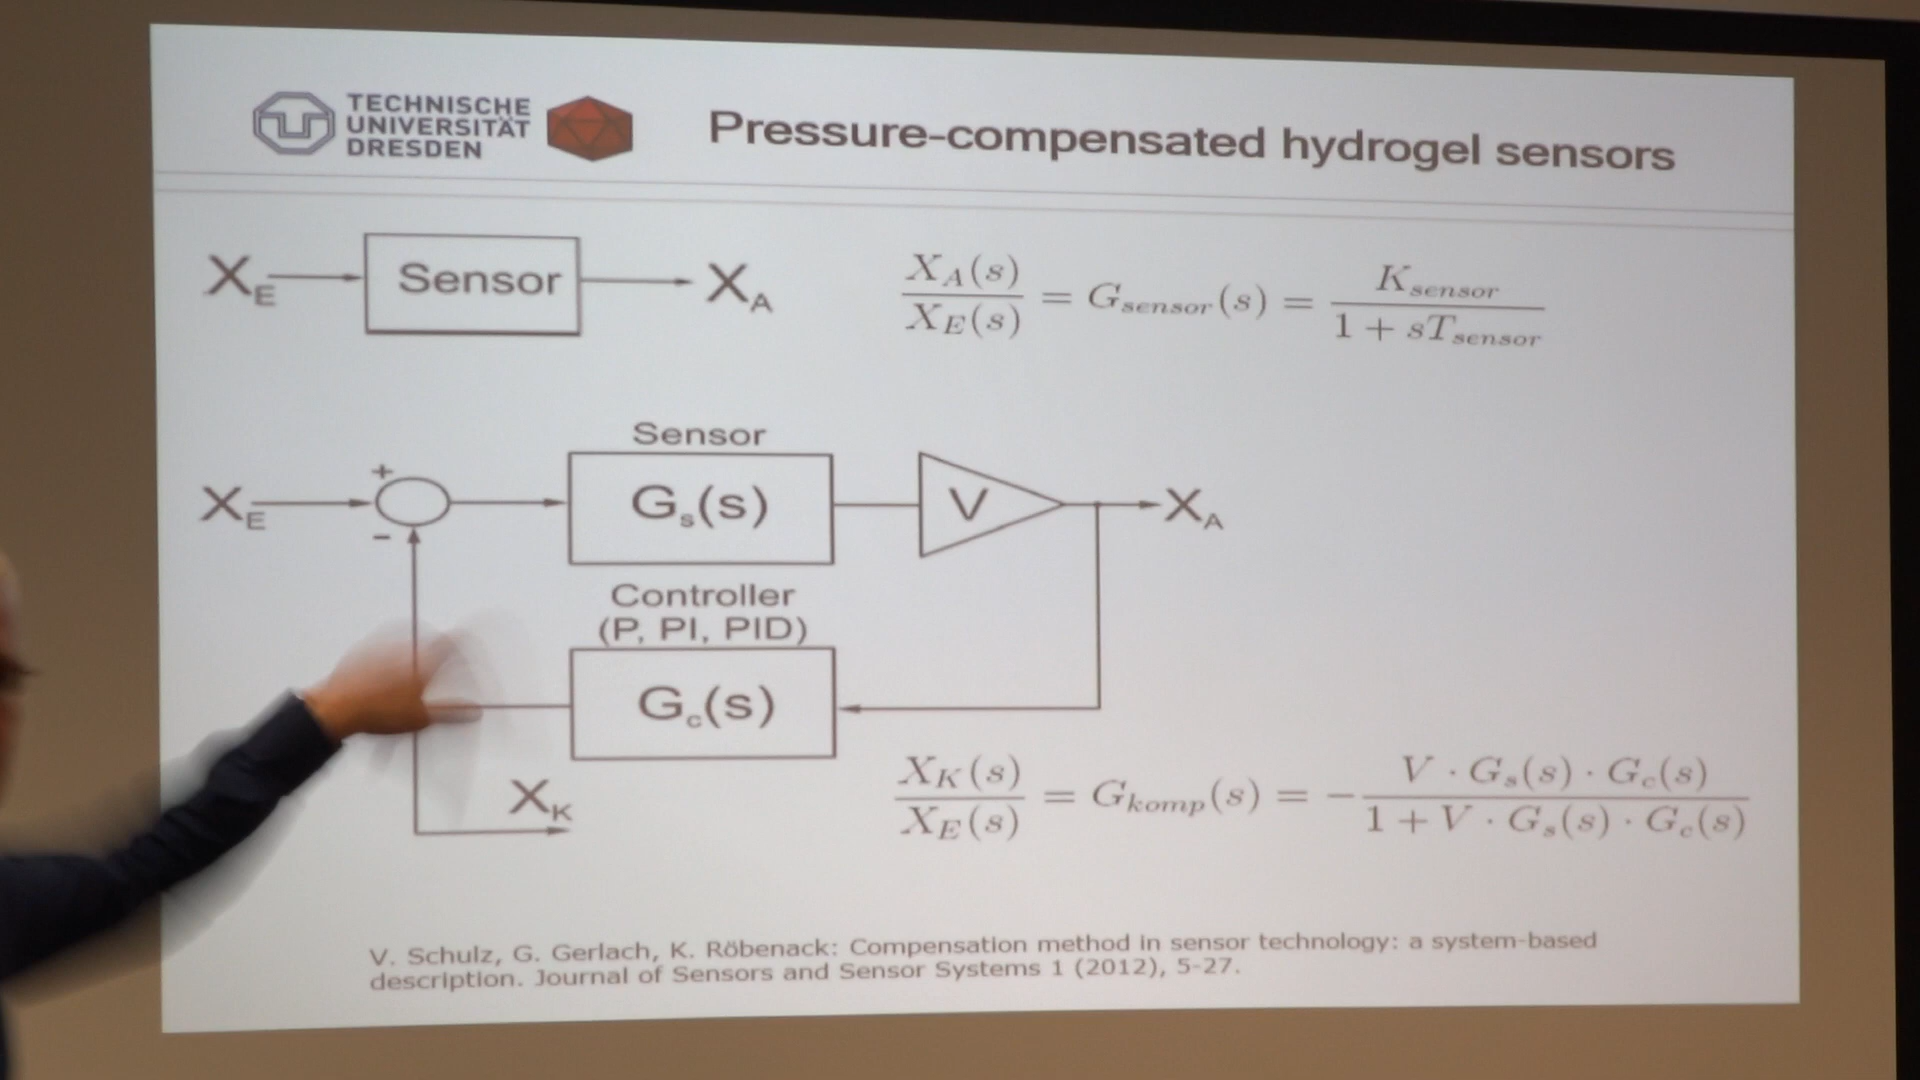 TECHNISCHE
UNIVERSITÄT
DRESDEN
Pressure-compensated hydrogel sensors
X_E Sensor X_A
X_A(s) / X_E(s) = G_sensor(s) = K_sensor / (1 + sT_sensor)
Sensor
X_E + − G_s(s) V X_A
Controller
(P, PI, PID)
G_c(s)
X_K
X_K(s) / X_E(s) = G_komp(s) = − V · G_s(s) · G_c(s) / (1 + V · G_s(s) · G_c(s))
V. Schulz, G. Gerlach, K. Röbenack: Compensation method in sensor technology: a system-based
description. Journal of Sensors and Sensor Systems 1 (2012), 5-27.